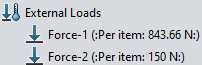 External Loads
Force-1 (:Per item: 843.66 N:)
Force-2 (:Per item: 150 N:)